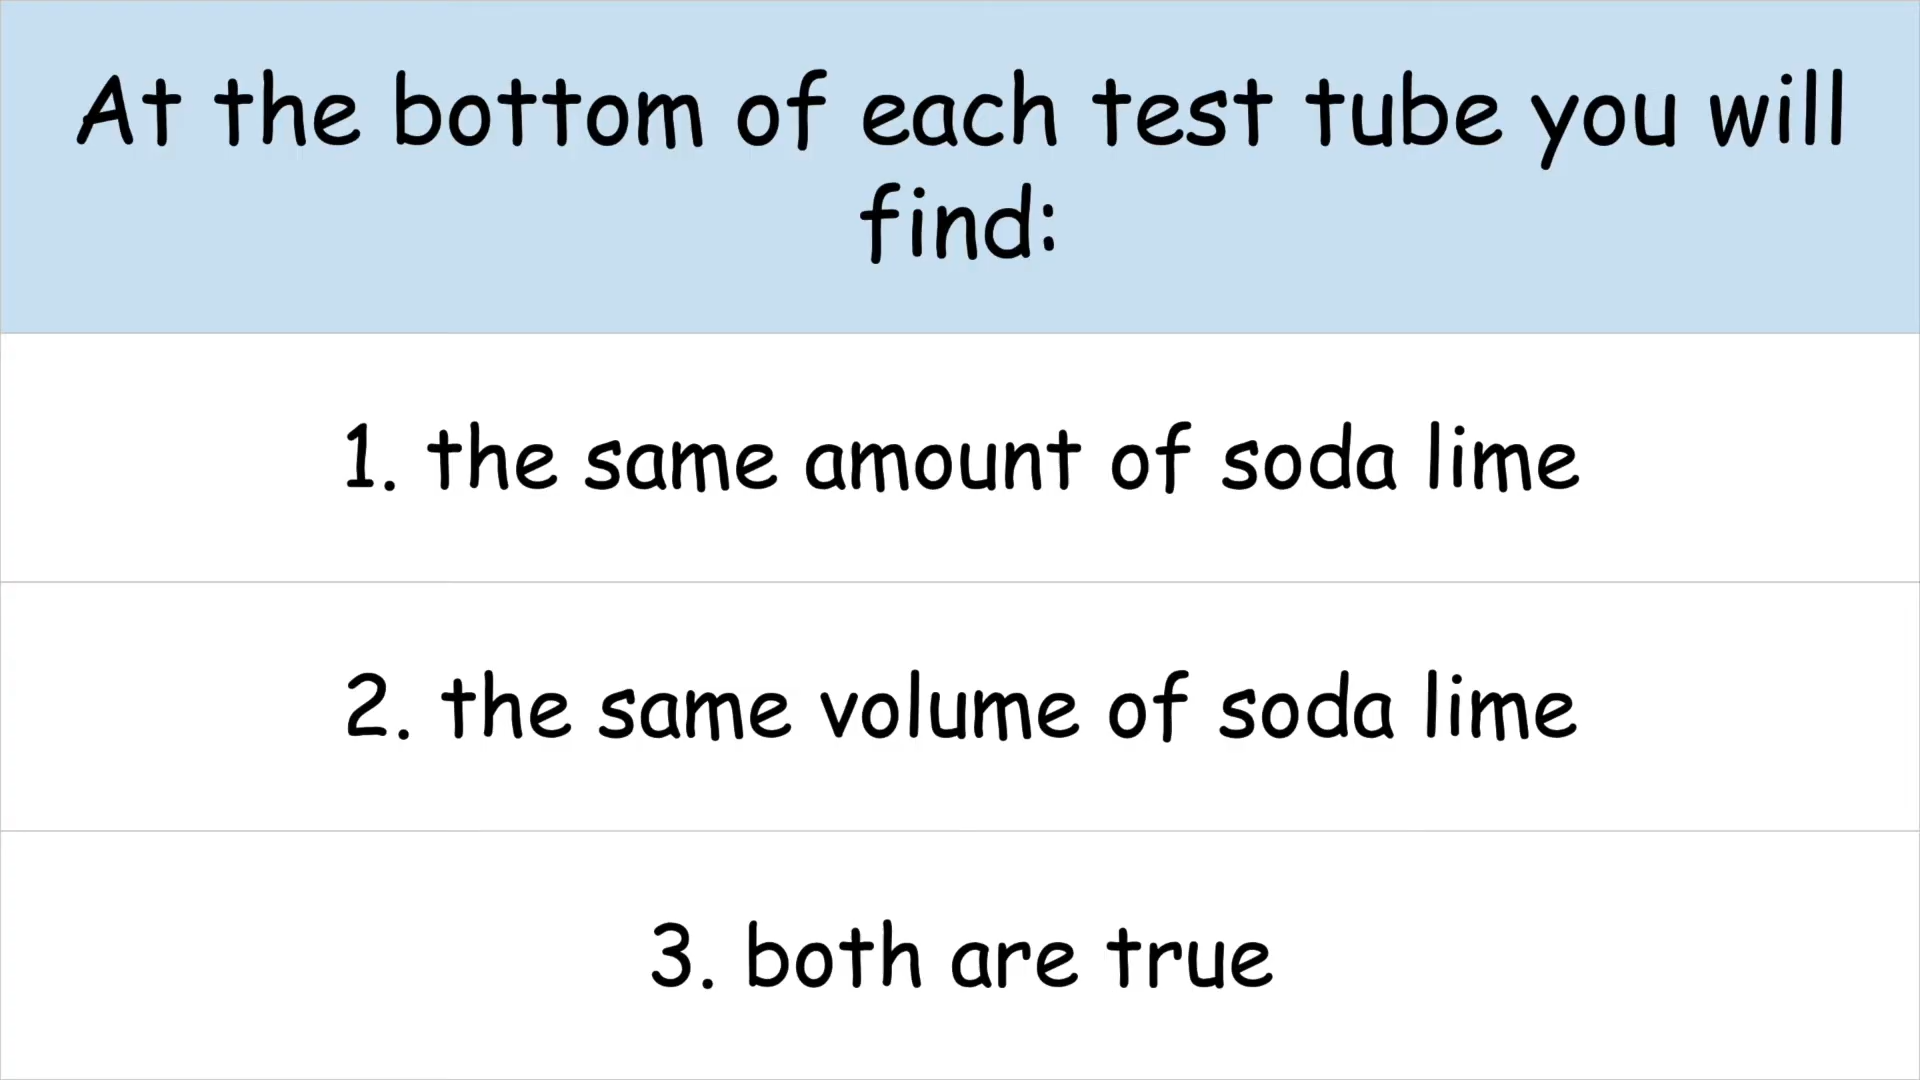 At the bottom of each test tube you will
find:
1. the same amount of soda lime
2. the same volume of soda lime
3. both are true